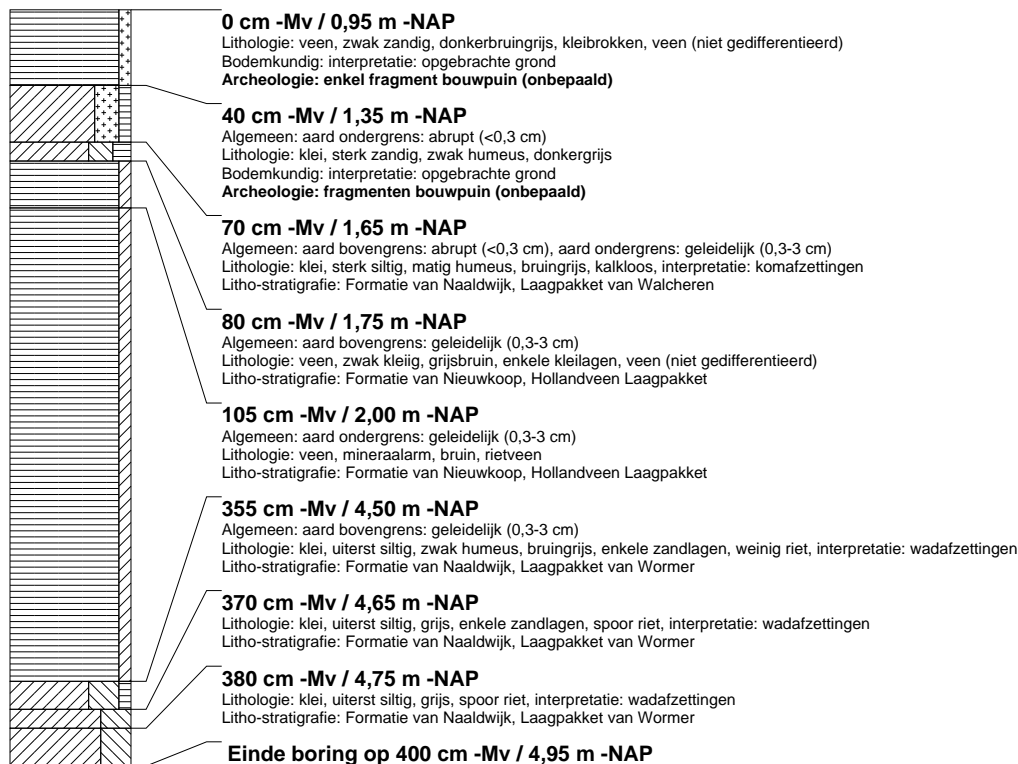 0 cm -Mv / 0,95 m -NAP
Lithologie: veen, zwak zandig, donkerbruingrijs, kleibrokken, veen (niet gedifferentieerd)
Bodemkundig: interpretatie: opgebrachte grond
Archeologie: enkel fragment bouwpuin (onbepaald)
40 cm -Mv / 1,35 m -NAP
Algemeen: aard ondergrens: abrupt (<0,3 cm)
Lithologie: klei, sterk zandig, zwak humeus, donkergrijs
Bodemkundig: interpretatie: opgebrachte grond
Archeologie: fragmenten bouwpuin (onbepaald)
70 cm -Mv / 1,65 m -NAP
Algemeen: aard bovengrens: abrupt (<0,3 cm), aard ondergrens: geleidelijk (0,3-3 cm)
Lithologie: klei, sterk siltig, matig humeus, bruingrijs, kalkloos, interpretatie: komafzettingen
Litho-stratigrafie: Formatie van Naaldwijk, Laagpakket van Walcheren
80 cm -Mv / 1,75 m -NAP
Algemeen: aard bovengrens: geleidelijk (0,3-3 cm)
Lithologie: veen, zwak kleiig, grijsbruin, enkele kleilagen, veen (niet gedifferentieerd)
Litho-stratigrafie: Formatie van Nieuwkoop, Hollandveen Laagpakket
105 cm -Mv / 2,00 m -NAP
Algemeen: aard ondergrens: geleidelijk (0,3-3 cm)
Lithologie: veen, mineraalarm, bruin, rietveen
Litho-stratigrafie: Formatie van Nieuwkoop, Hollandveen Laagpakket
355 cm -Mv / 4,50 m -NAP
Algemeen: aard bovengrens: geleidelijk (0,3-3 cm)
Lithologie: klei, uiterst siltig, zwak humeus, bruingrijs, enkele zandlagen, weinig riet, interpretatie: wadafzettingen
Litho-stratigrafie: Formatie van Naaldwijk, Laagpakket van Wormer
370 cm -Mv / 4,65 m -NAP
Lithologie: klei, uiterst siltig, grijs, enkele zandlagen, spoor riet, interpretatie: wadafzettingen
Litho-stratigrafie: Formatie van Naaldwijk, Laagpakket van Wormer
380 cm -Mv / 4,75 m -NAP
Lithologie: klei, uiterst siltig, grijs, spoor riet, interpretatie: wadafzettingen
Litho-stratigrafie: Formatie van Naaldwijk, Laagpakket van Wormer
Einde boring op 400 cm -Mv / 4,95 m -NAP